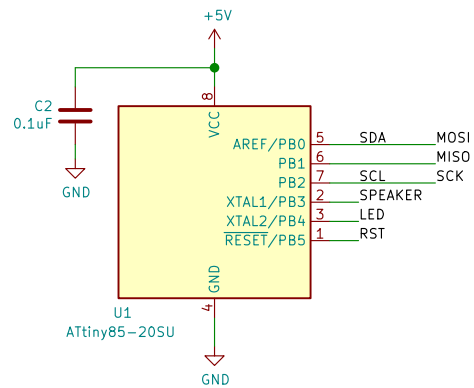 +5V
C2
0.1uF
GND
8
VCC
AREF/PB0 5 SDA MOSI
PB1 6 MISO
PB2 7 SCL SCK
XTAL1/PB3 2 SPEAKER
XTAL2/PB4 3 LED
RESET/PB5 1 RST
GND
4
U1
ATtiny85-20SU
GND